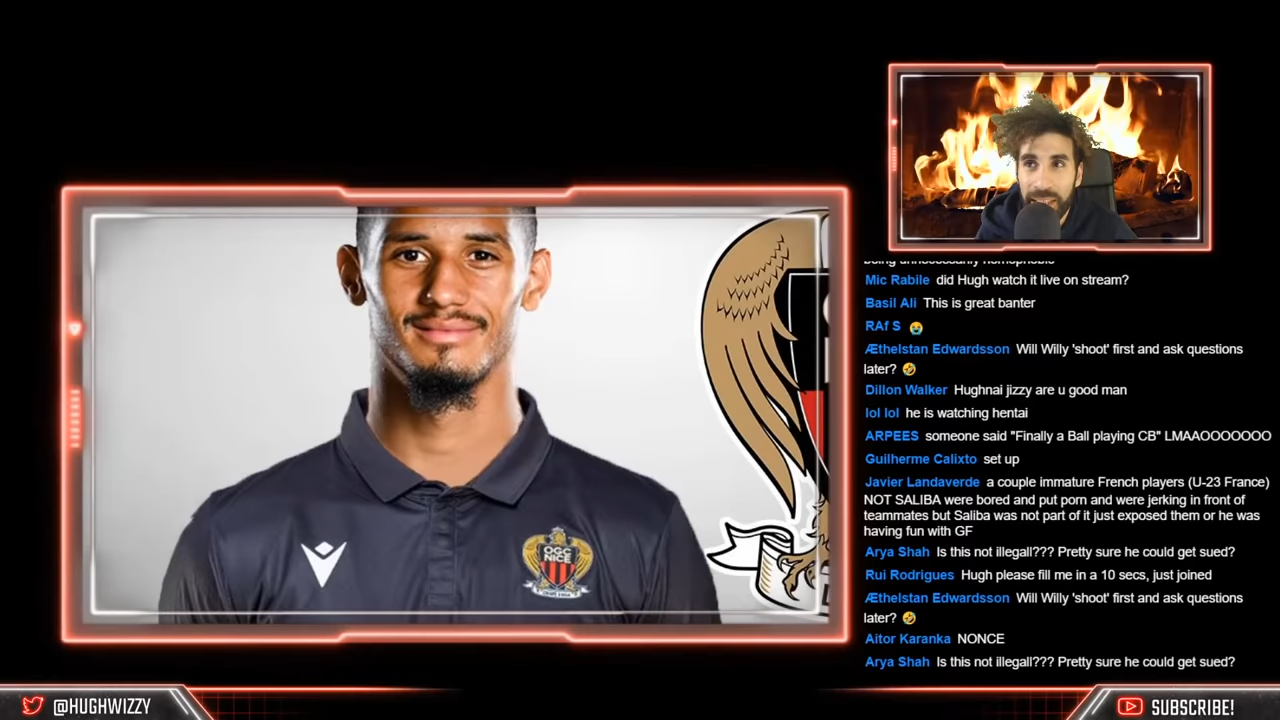 being unnecessarily homophobic
Mic Rabile did Hugh watch it live on stream?
Basil Ali This is great banter
RAf S 😭
Æthelstan Edwardsson Will Willy 'shoot' first and ask questions
later? 🤣
Dillon Walker Hughnai jizzy are u good man
lol lol he is watching hentai
ARPEES someone said "Finally a Ball playing CB" LMAAOOOOOOO
Guilherme Calixto set up
Javier Landaverde a couple immature French players (U-23 France)
NOT SALIBA were bored and put porn and were jerking in front of
teammates but Saliba was not part of it just exposed them or he was
having fun with GF
Arya Shah Is this not illegall??? Pretty sure he could get sued?
Rui Rodrigues Hugh please fill me in a 10 secs, just joined
Æthelstan Edwardsson Will Willy 'shoot' first and ask questions
later? 🤣
Aitor Karanka NONCE
Arya Shah Is this not illegall??? Pretty sure he could get sued?
OGC
NICE
@HUGHWIZZY
SUBSCRIBE!